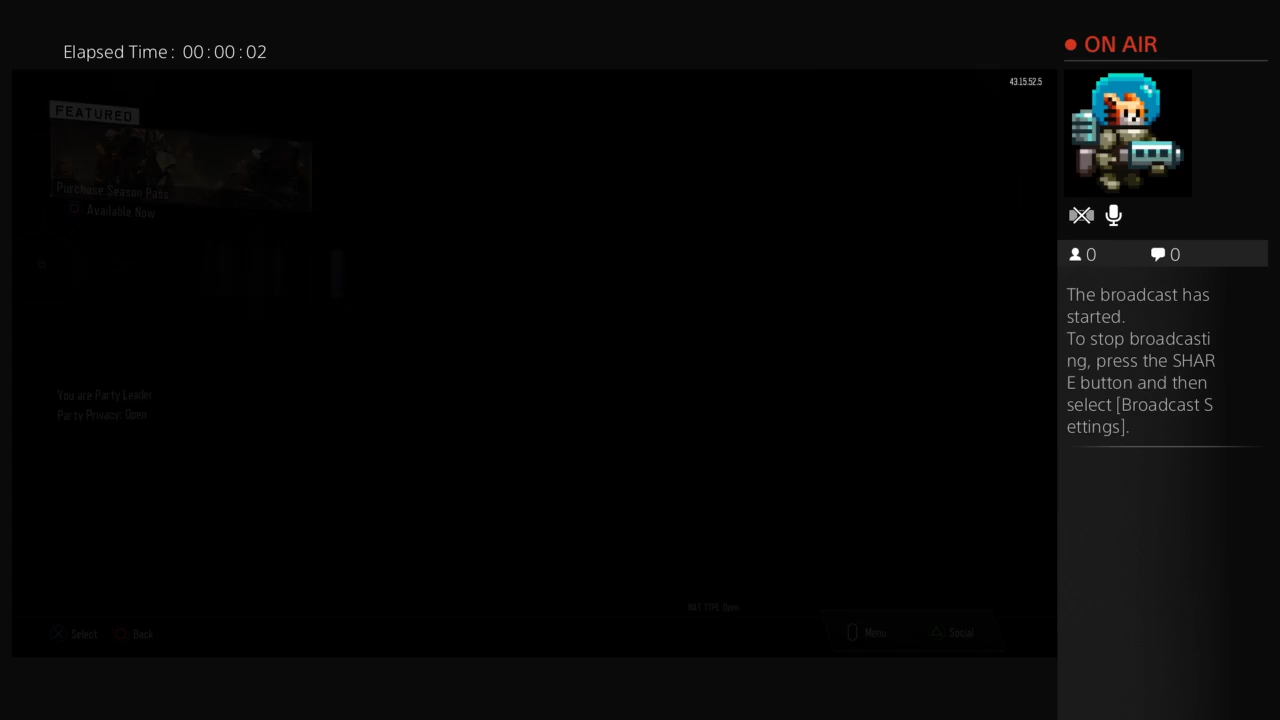 Elapsed Time: 00:00:02
ON AIR
43.15.52.5
FEATURED
Purchase Season Pass
Available Now
0
0
The broadcast has
started.
To stop broadcasti
ng, press the SHAR
E button and then
select [Broadcast S
ettings].
You are Party Leader
Party Privacy: Open
NAT TYPE Open
Select
Back
Menu
Social